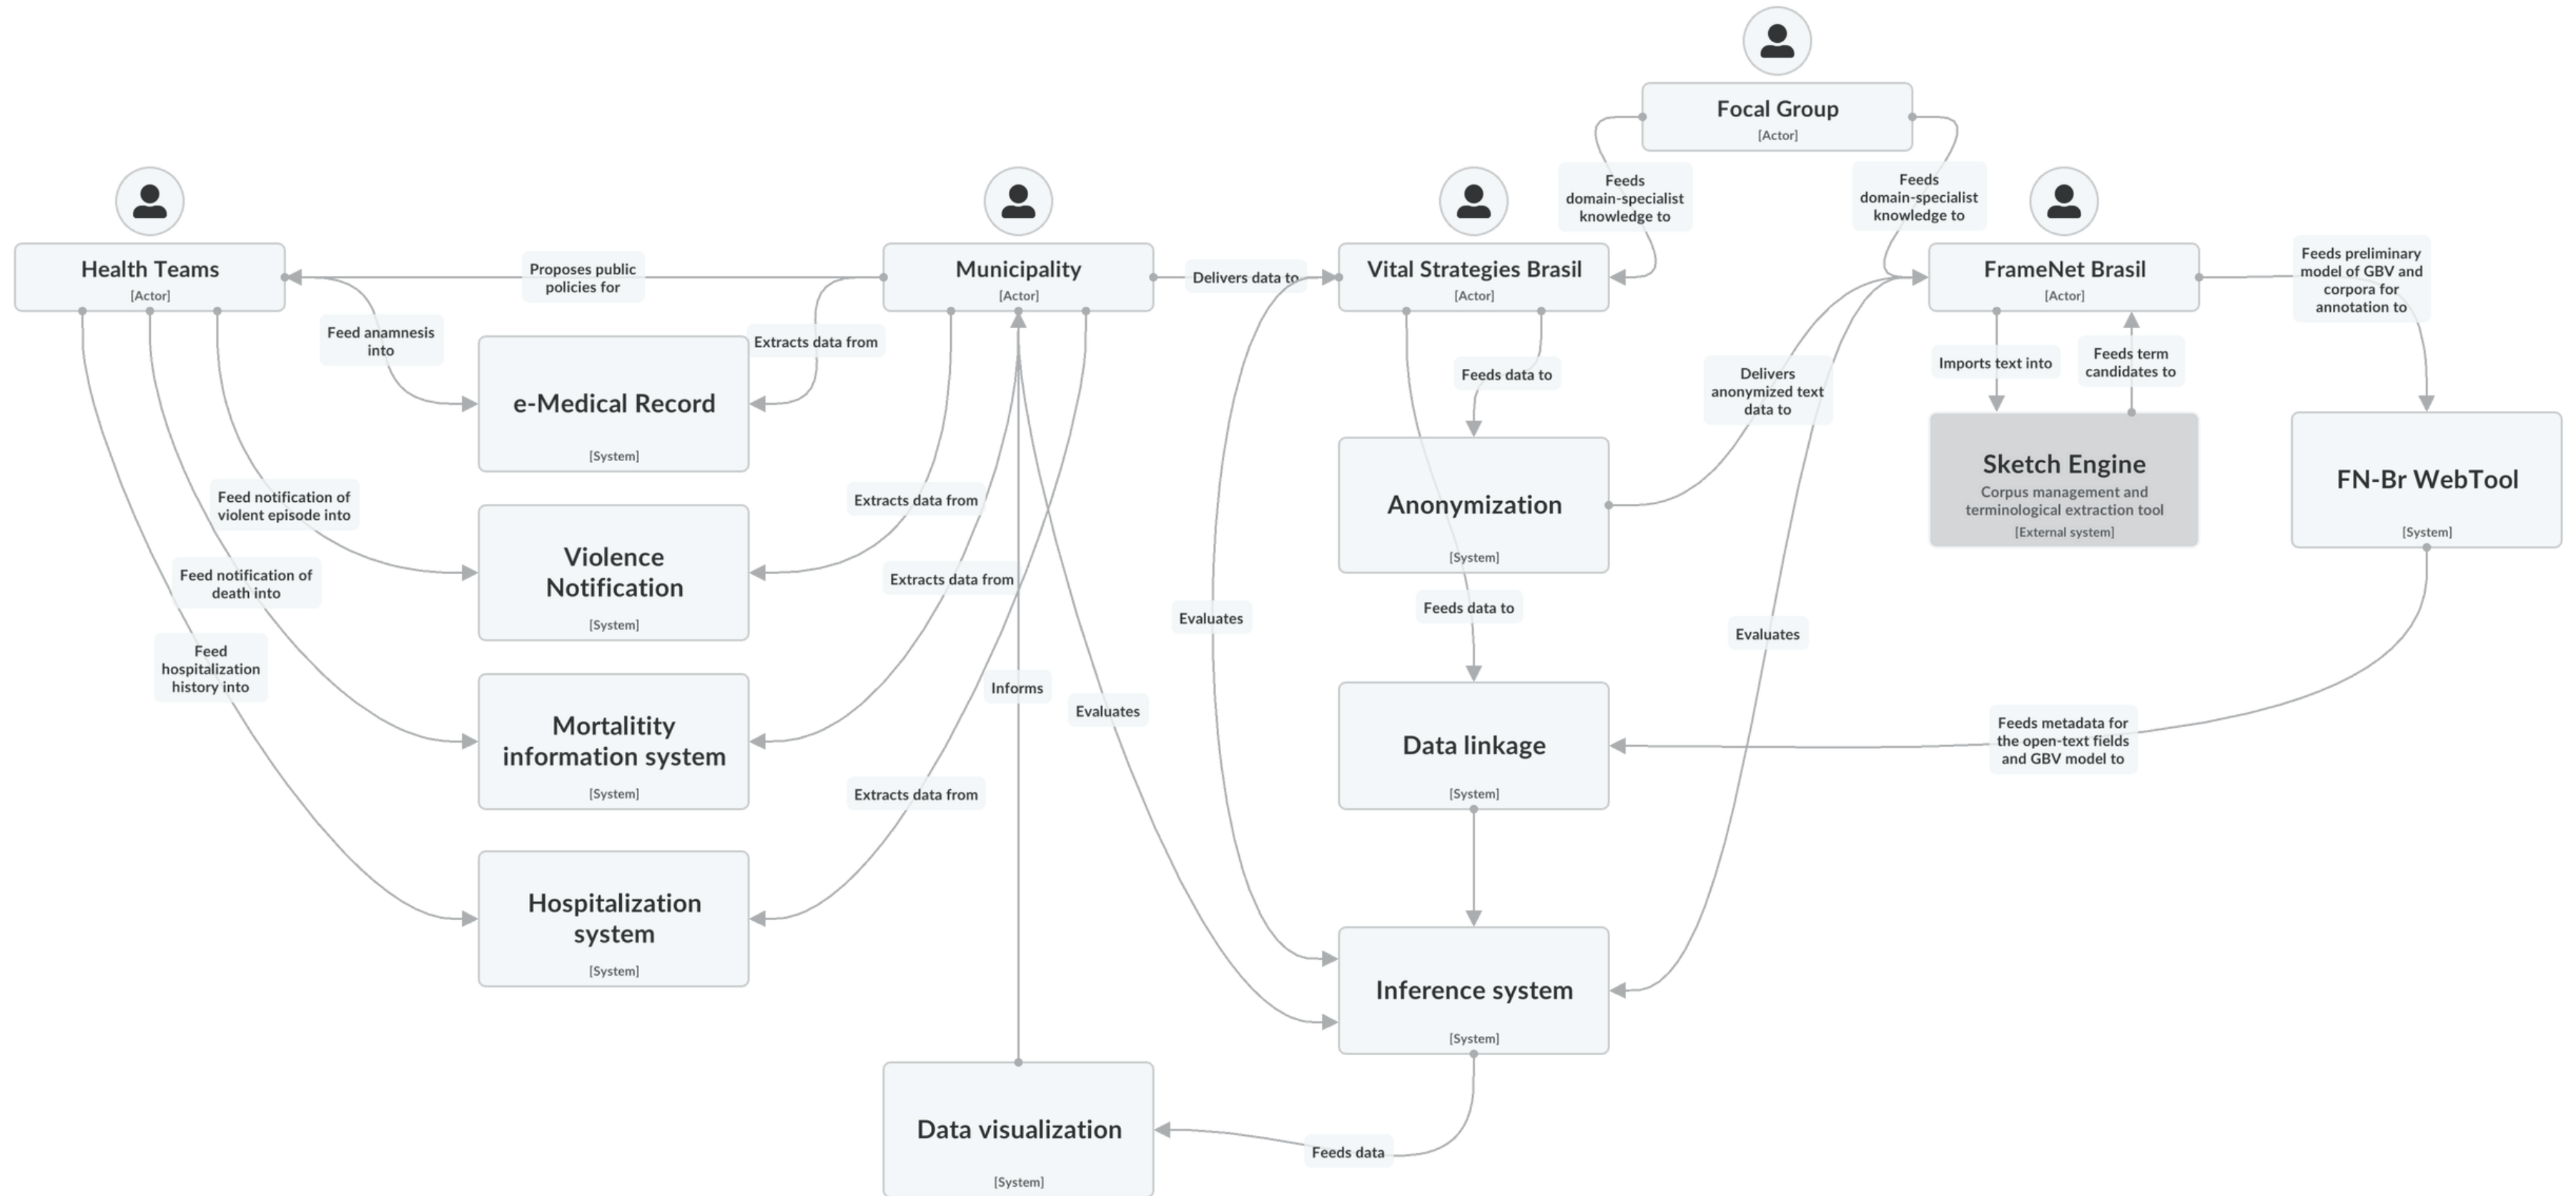 Focal Group
[Actor]
Feeds
domain-specialist
knowledge to
Feeds
domain-specialist
knowledge to
Health Teams
[Actor]
Proposes public
policies for
Municipality
[Actor]
Delivers data to
Vital Strategies Brasil
[Actor]
FrameNet Brasil
[Actor]
Feeds preliminary
model of GBV and
corpora for
annotation to
Feed anamnesis
into
Extracts data from
e-Medical Record
[System]
Feeds data to
Delivers
anonymized text
data to
Imports text into
Feeds term
candidates to
Sketch Engine
Corpus management and
terminological extraction tool
[External system]
FN-Br WebTool
[System]
Feed notification of
violent episode into
Extracts data from
Violence
Notification
[System]
Anonymization
[System]
Feed notification of
death into
Extracts data from
Feeds data to
Evaluates
Evaluates
Feed
hospitalization
history into
Informs
Evaluates
Mortalitity
information system
[System]
Data linkage
[System]
Feeds metadata for
the open-text fields
and GBV model to
Extracts data from
Hospitalization
system
[System]
Inference system
[System]
Data visualization
[System]
Feeds data